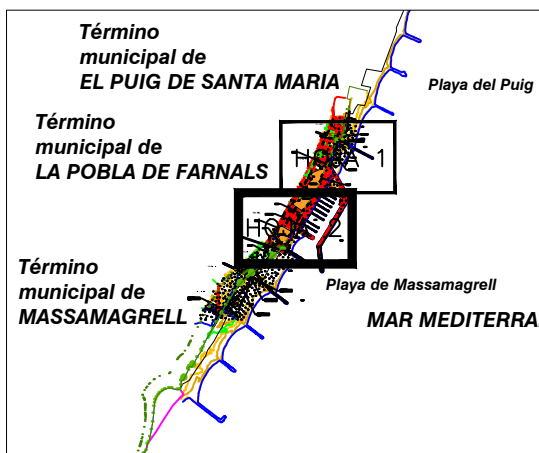 Término
municipal de
EL PUIG DE SANTA MARIA
Playa del Puig
Término
municipal de
LA POBLA DE FARNALS
HOJA 1
2
Término
municipal de
MASSAMAGRELL
Playa de Massamagrell
MAR MEDITERRA